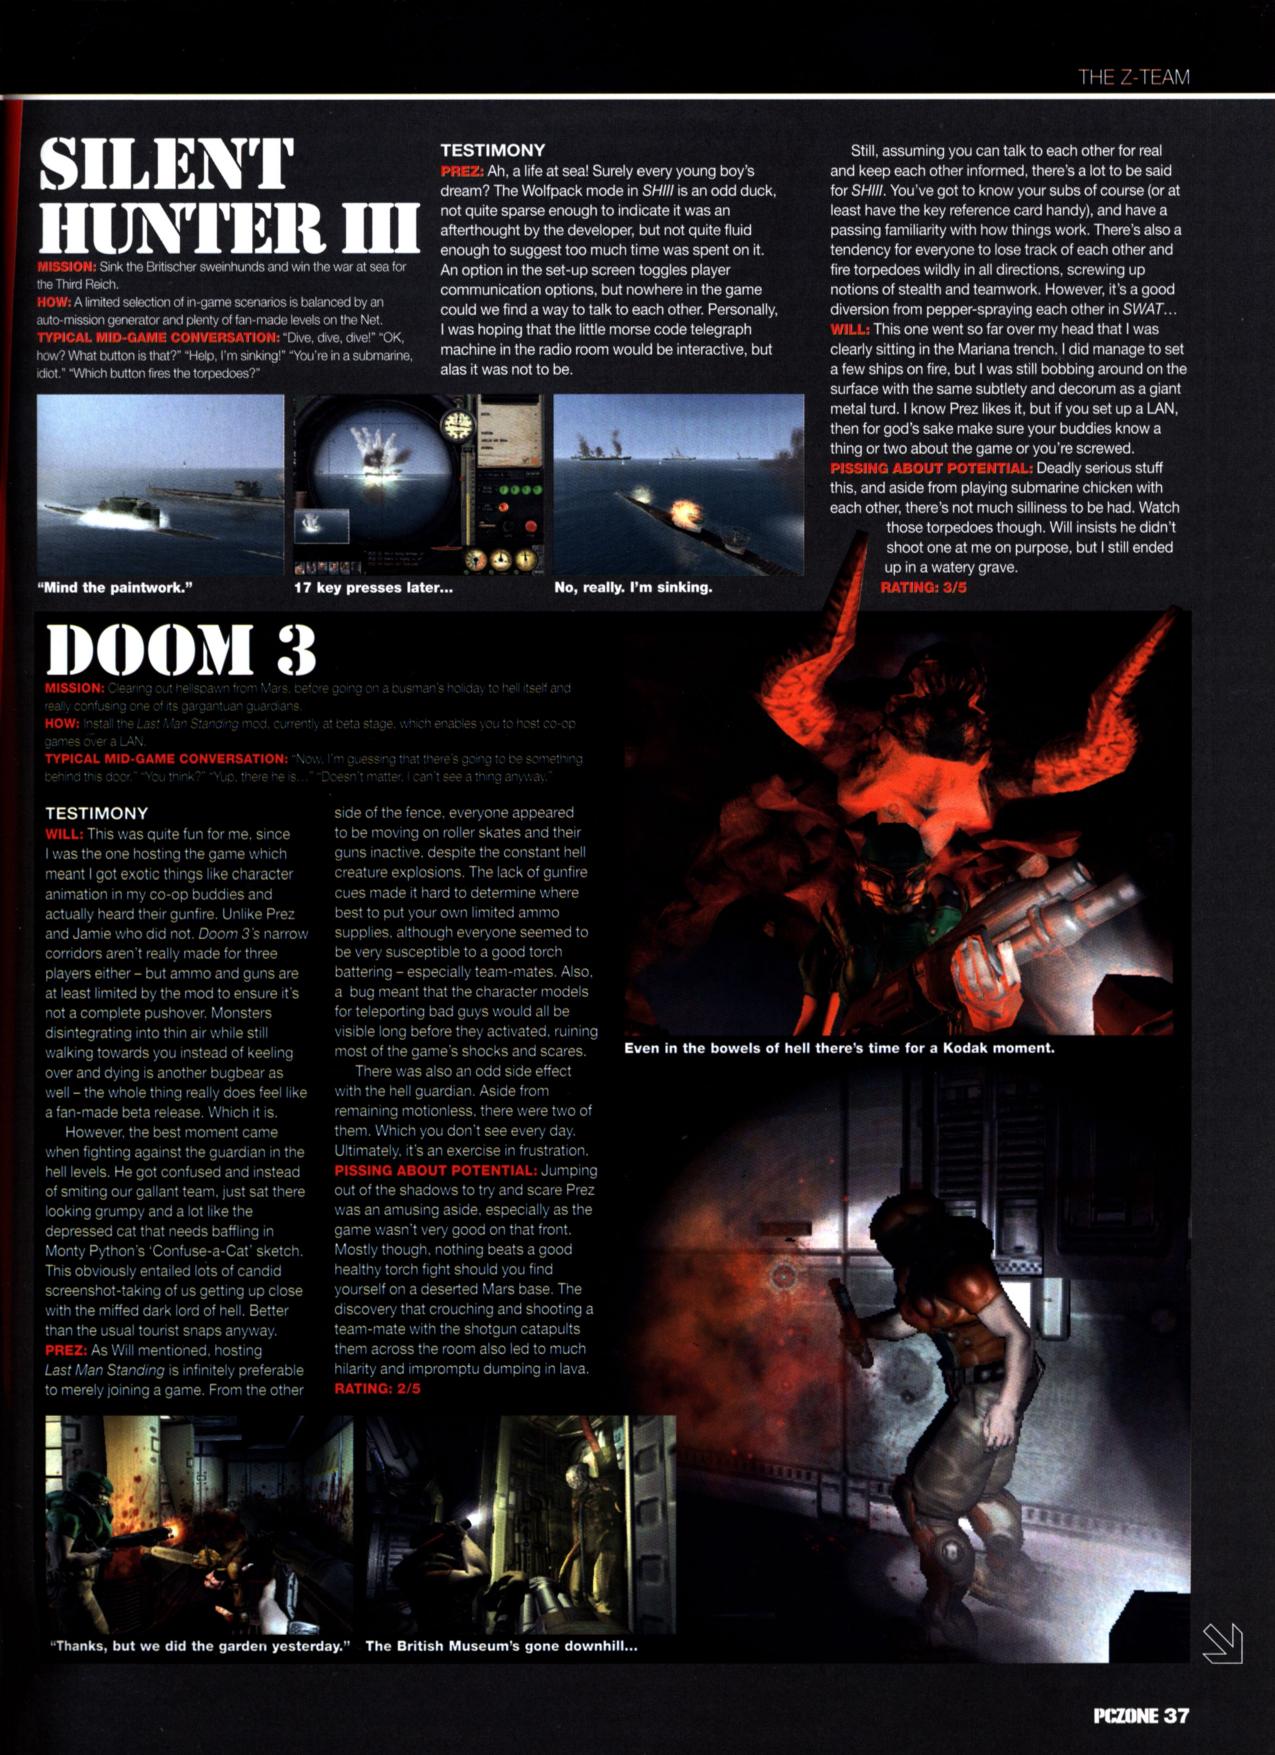 THE Z-TEAM
SILENT
HUNTER III
MISSION: Sink the Britischer sweinhunds and win the war at sea for
the Third Reich.
HOW: A limited selection of in-game scenarios is balanced by an
auto-mission generator and plenty of fan-made levels on the Net.
TYPICAL MID-GAME CONVERSATION: “Dive, dive, dive!” “OK,
how? What button is that?” “Help, I'm sinking!” “You're in a submarine,
idiot.” “Which button fires the torpedoes?”
TESTIMONY
PREZ: Ah, a life at sea! Surely every young boy's
dream? The Wolfpack mode in SHIII is an odd duck,
not quite sparse enough to indicate it was an
afterthought by the developer, but not quite fluid
enough to suggest too much time was spent on it.
An option in the set-up screen toggles player
communication options, but nowhere in the game
could we find a way to talk to each other. Personally,
I was hoping that the little morse code telegraph
machine in the radio room would be interactive, but
alas it was not to be.
Still, assuming you can talk to each other for real
and keep each other informed, there's a lot to be said
for SHIII. You've got to know your subs of course (or at
least have the key reference card handy), and have a
passing familiarity with how things work. There's also a
tendency for everyone to lose track of each other and
fire torpedoes wildly in all directions, screwing up
notions of stealth and teamwork. However, it's a good
diversion from pepper-spraying each other in SWAT...
WILL: This one went so far over my head that I was
clearly sitting in the Mariana trench. I did manage to set
a few ships on fire, but I was still bobbing around on the
surface with the same subtlety and decorum as a giant
metal turd. I know Prez likes it, but if you set up a LAN,
then for god's sake make sure your buddies know a
thing or two about the game or you're screwed.
PISSING ABOUT POTENTIAL: Deadly serious stuff
this, and aside from playing submarine chicken with
each other, there's not much silliness to be had. Watch
those torpedoes though. Will insists he didn't
shoot one at me on purpose, but I still ended
up in a watery grave.
RATING: 3/5
“Mind the paintwork.”
17 key presses later...
No, really. I'm sinking.
DOOM 3
MISSION: Clearing out hellspawn from Mars, before going on a busman's holiday to hell itself and
really confusing one of its gargantuan guardians.
HOW: Install the Last Man Standing mod, currently at beta stage, which enables you to host co-op
games over a LAN.
TYPICAL MID-GAME CONVERSATION: “Now, I'm guessing that there's going to be something
behind this door.” “You think?” “Yup, there he is...” “Doesn't matter, I can't see a thing anyway.”
TESTIMONY
WILL: This was quite fun for me, since
I was the one hosting the game which
meant I got exotic things like character
animation in my co-op buddies and
actually heard their gunfire. Unlike Prez
and Jamie who did not. Doom 3's narrow
corridors aren't really made for three
players either – but ammo and guns are
at least limited by the mod to ensure it's
not a complete pushover. Monsters
disintegrating into thin air while still
walking towards you instead of keeling
over and dying is another bugbear as
well – the whole thing really does feel like
a fan-made beta release. Which it is.
However, the best moment came
when fighting against the guardian in the
hell levels. He got confused and instead
of smiting our gallant team, just sat there
looking grumpy and a lot like the
depressed cat that needs baffling in
Monty Python's 'Confuse-a-Cat' sketch.
This obviously entailed lots of candid
screenshot-taking of us getting up close
with the miffed dark lord of hell. Better
than the usual tourist snaps anyway.
PREZ: As Will mentioned, hosting
Last Man Standing is infinitely preferable
to merely joining a game. From the other
side of the fence, everyone appeared
to be moving on roller skates and their
guns inactive, despite the constant hell
creature explosions. The lack of gunfire
cues made it hard to determine where
best to put your own limited ammo
supplies, although everyone seemed to
be very susceptible to a good torch
battering – especially team-mates. Also,
a bug meant that the character models
for teleporting bad guys would all be
visible long before they activated, ruining
most of the game's shocks and scares.
There was also an odd side effect
with the hell guardian. Aside from
remaining motionless, there were two of
them. Which you don't see every day.
Ultimately, it's an exercise in frustration.
PISSING ABOUT POTENTIAL: Jumping
out of the shadows to try and scare Prez
was an amusing aside, especially as the
game wasn't very good on that front.
Mostly though, nothing beats a good
healthy torch fight should you find
yourself on a deserted Mars base. The
discovery that crouching and shooting a
team-mate with the shotgun catapults
them across the room also led to much
hilarity and impromptu dumping in lava.
RATING: 2/5
Even in the bowels of hell there's time for a Kodak moment.
“Thanks, but we did the garden yesterday.”
The British Museum's gone downhill...
PCZONE 37